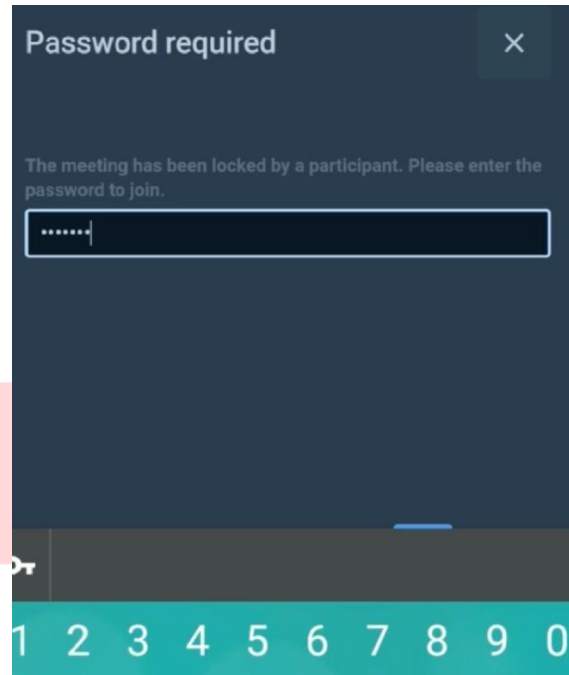 Password required
The meeting has been locked by a participant. Please enter the
password to join.
•••••••
1 2 3 4 5 6 7 8 9 0